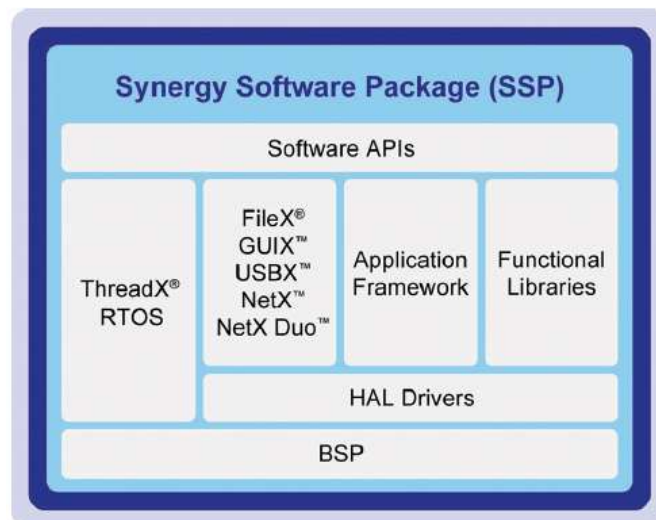 Synergy Software Package (SSP)
Software APIs
ThreadX®
RTOS
FileX®
GUIX™
USBX™
NetX™
NetX Duo™
Application
Framework
Functional
Libraries
HAL Drivers
BSP